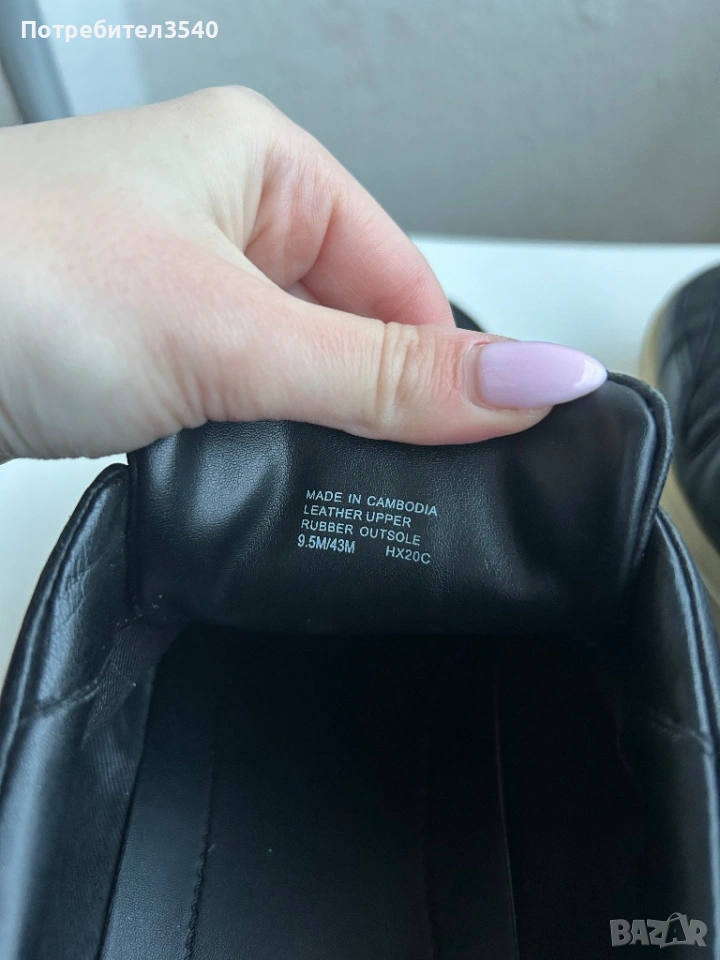 Потребител3540
MADE IN CAMBODIA
LEATHER UPPER
RUBBER OUTSOLE
9.5M/43M HX20C
BAZAR